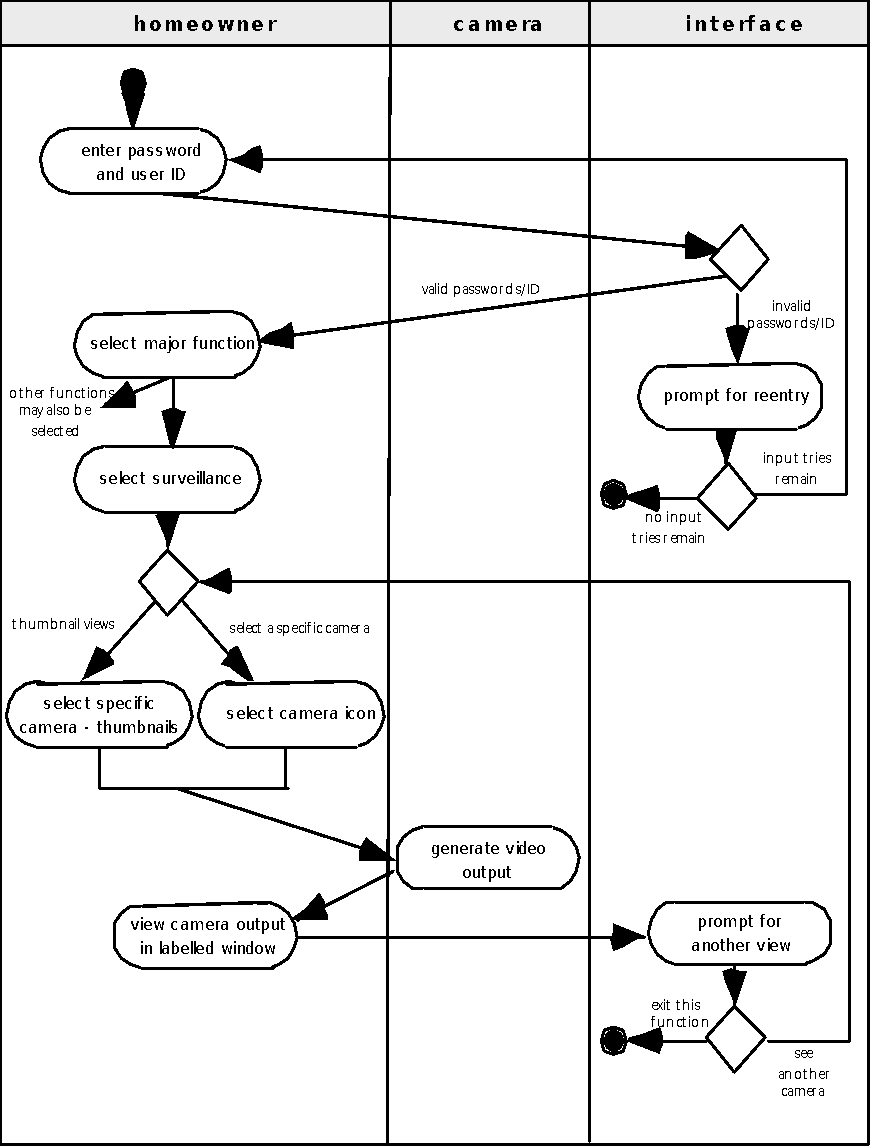 homeowner
camera
interface
enter password
and user ID
valid passwords/ID
invalid
passwords/ID
select major function
other functions
may also be
selected
prompt for reentry
input tries
remain
select surveillance
no input
tries remain
thumbnail views
select a specific camera
select specific
camera - thumbnails
select camera icon
generate video
output
view camera output
in labelled window
prompt for
another view
exit this
function
see
another
camera